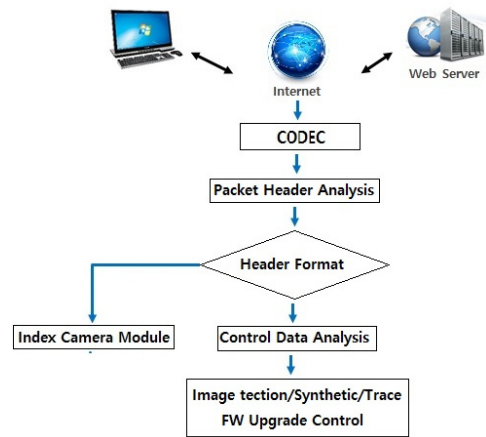 Web Server
Internet
CODEC
Packet Header Analysis
Header Format
Index Camera Module
Control Data Analysis
Image tection/Synthetic/Trace
FW Upgrade Control